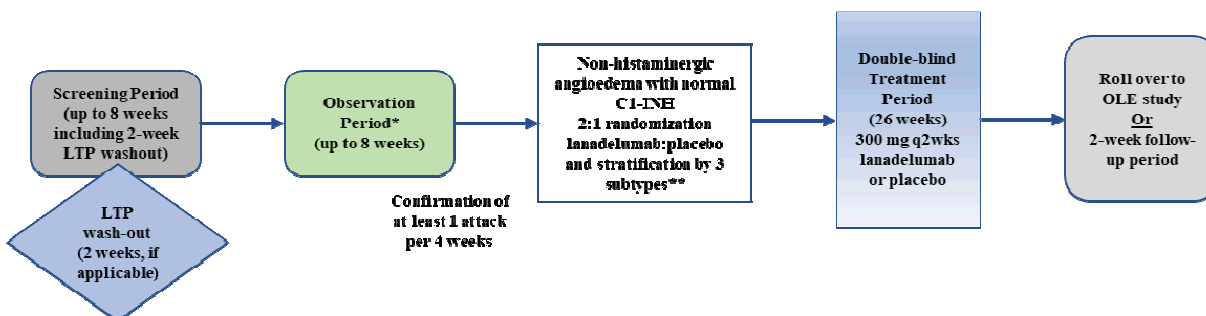 Screening Period
(up to 8 weeks
including 2-week
LTP washout)
LTP
wash-out
(2 weeks, if
applicable)
Observation
Period*
(up to 8 weeks)
Confirmation of
at least 1 attack
per 4 weeks
Non-histaminergic
angioedema with normal
C1-INH
2:1 randomization
lanadelumab:placebo
and stratification by 3
subtypes**
Double-blind
Treatment
Period
(26 weeks)
300 mg q2wks
lanadelumab
or placebo
Roll over to
OLE study
Or
2-week follow-
up period